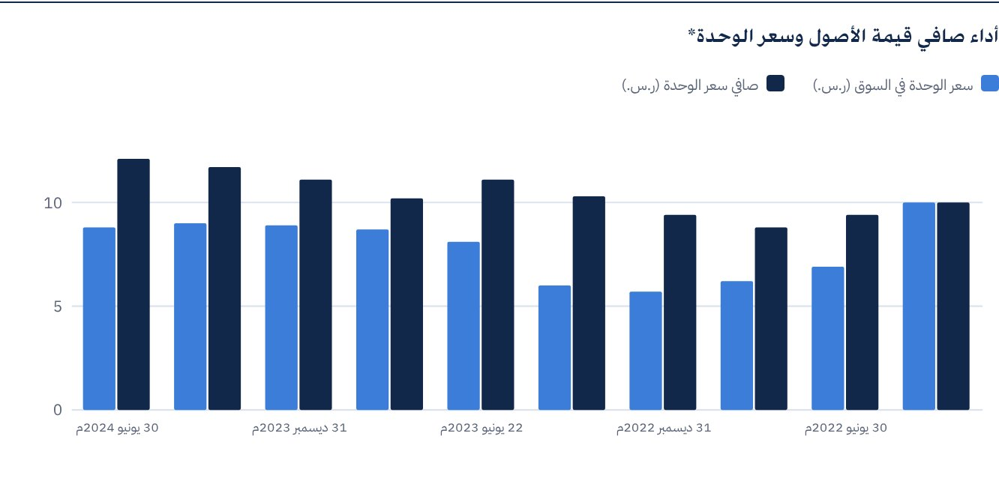 أداء صافي قيمة الأصول وسعر الوحدة*
سعر الوحدة في السوق (ر.س.)
صافي سعر الوحدة (ر.س.)
10
5
0
30 يونيو 2022م
31 ديسمبر 2022م
22 يونيو 2023م
31 ديسمبر 2023م
30 يونيو 2024م